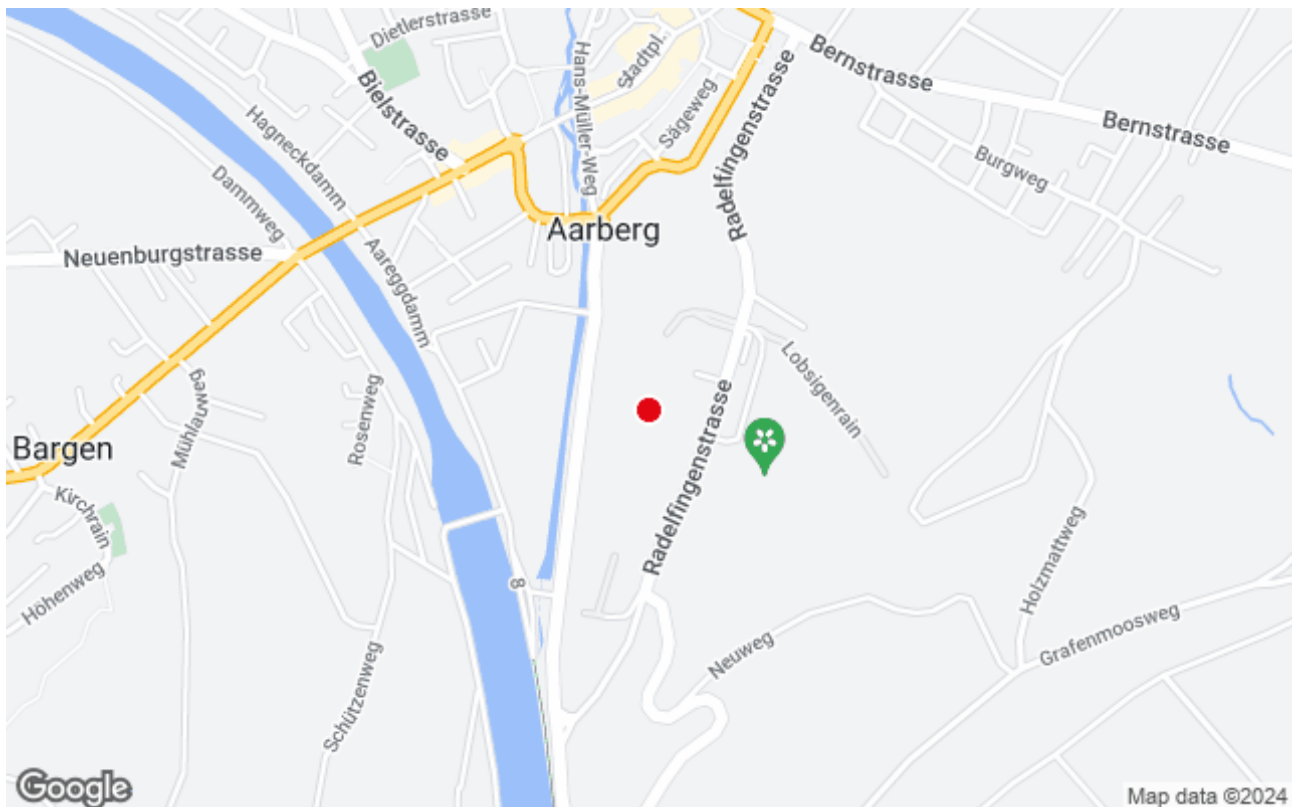 Dietlerstrasse
Stadtpl.
Hans-Müller-Weg
Bielstrasse
Sägeweg
Radelfingenstrasse
Bernstrasse
Bernstrasse
Burgweg
Hagneckdamm
Dammweg
Aarberg
Neuenburgstrasse
Aareggdamm
Lobsigenrain
Rosenweg
Mühlauweg
Bargen
Radelfingenstrasse
Kirchrain
Höhenweg
8
Holzmattweg
Neuweg
Grafenmoosweg
Schützenweg
Google
Map data ©2024